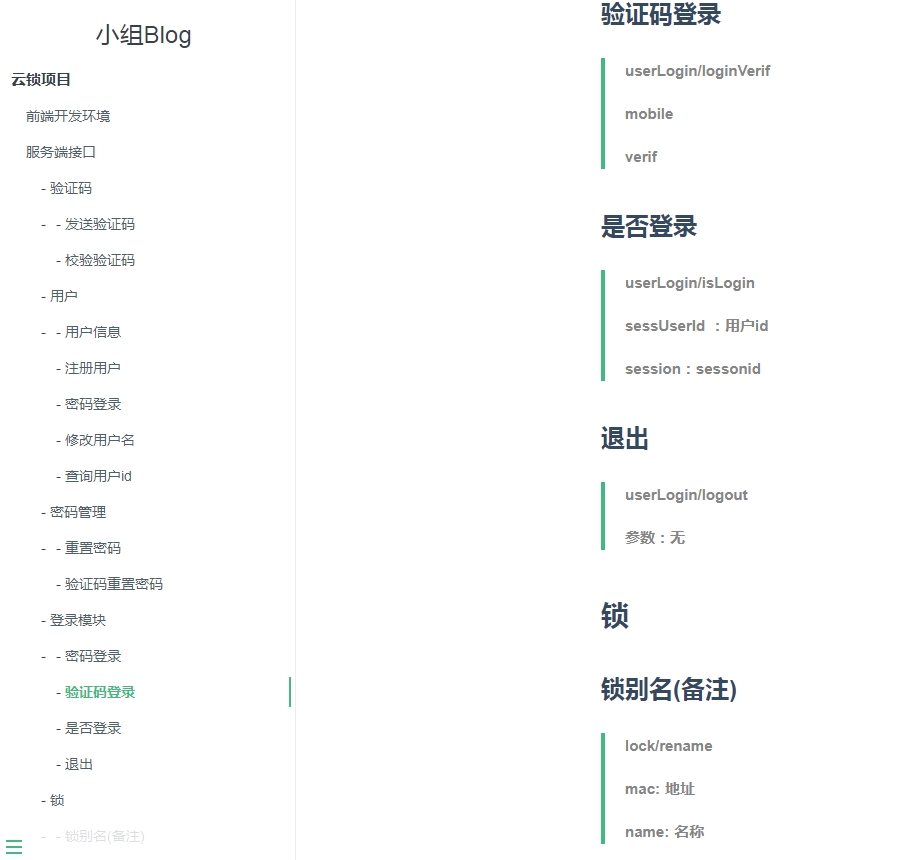 小组Blog
云锁项目
前端开发环境
服务端接口
- 验证码
- - 发送验证码
- 校验验证码
- 用户
- - 用户信息
- 注册用户
- 密码登录
- 修改用户名
- 查询用户id
- 密码管理
- - 重置密码
- 验证码重置密码
- 登录模块
- - 密码登录
- 验证码登录
- 是否登录
- 退出
- 锁
- - 锁别名(备注)
验证码登录
userLogin/loginVerif
mobile
verif
是否登录
userLogin/isLogin
sessUserId ：用户id
session：sessonid
退出
userLogin/logout
参数：无
锁
锁别名(备注)
lock/rename
mac: 地址
name: 名称